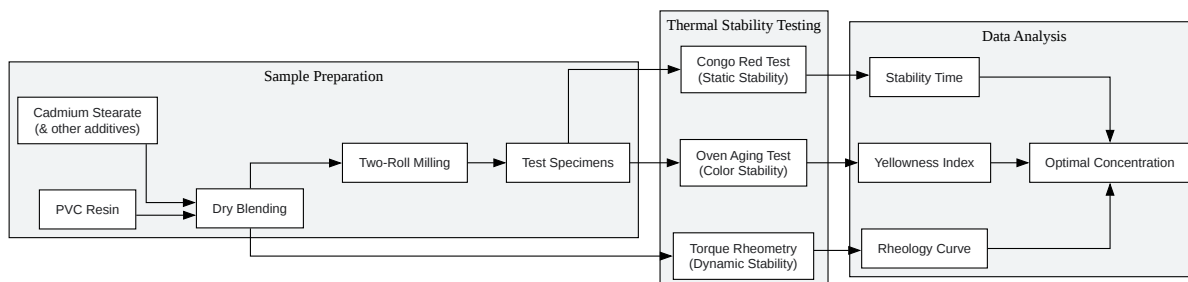 Sample Preparation
Cadmium Stearate
(& other additives)
PVC Resin
Dry Blending
Two-Roll Milling
Test Specimens
Thermal Stability Testing
Congo Red Test
(Static Stability)
Oven Aging Test
(Color Stability)
Torque Rheometry
(Dynamic Stability)
Data Analysis
Stability Time
Yellowness Index
Rheology Curve
Optimal Concentration